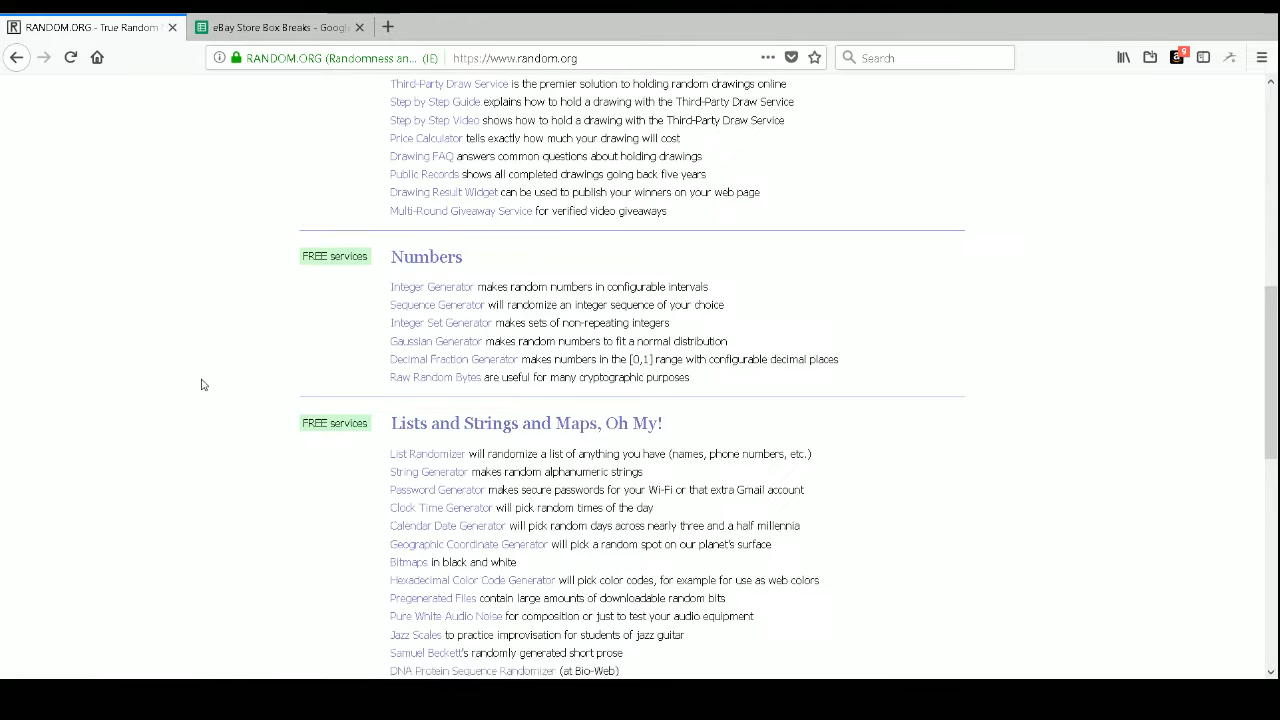 RANDOM.ORG - True Random
eBay Store Box Breaks - Googl
RANDOM.ORG (Randomness an... (IE)
https://www.random.org
Search
9
Third-Party Draw Service is the premier solution to holding random drawings online
Step by Step Guide explains how to hold a drawing with the Third-Party Draw Service
Step by Step Video shows how to hold a drawing with the Third-Party Draw Service
Price Calculator tells exactly how much your drawing will cost
Drawing FAQ answers common questions about holding drawings
Public Records shows all completed drawings going back five years
Drawing Result Widget can be used to publish your winners on your web page
Multi-Round Giveaway Service for verified video giveaways
FREE services
Numbers
Integer Generator makes random numbers in configurable intervals
Sequence Generator will randomize an integer sequence of your choice
Integer Set Generator makes sets of non-repeating integers
Gaussian Generator makes random numbers to fit a normal distribution
Decimal Fraction Generator makes numbers in the [0,1] range with configurable decimal places
Raw Random Bytes are useful for many cryptographic purposes
FREE services
Lists and Strings and Maps, Oh My!
List Randomizer will randomize a list of anything you have (names, phone numbers, etc.)
String Generator makes random alphanumeric strings
Password Generator makes secure passwords for your Wi-Fi or that extra Gmail account
Clock Time Generator will pick random times of the day
Calendar Date Generator will pick random days across nearly three and a half millennia
Geographic Coordinate Generator will pick a random spot on our planet's surface
Bitmaps in black and white
Hexadecimal Color Code Generator will pick color codes, for example for use as web colors
Pregenerated Files contain large amounts of downloadable random bits
Pure White Audio Noise for composition or just to test your audio equipment
Jazz Scales to practice improvisation for students of jazz guitar
Samuel Beckett's randomly generated short prose
DNA Protein Sequence Randomizer (at Bio-Web)